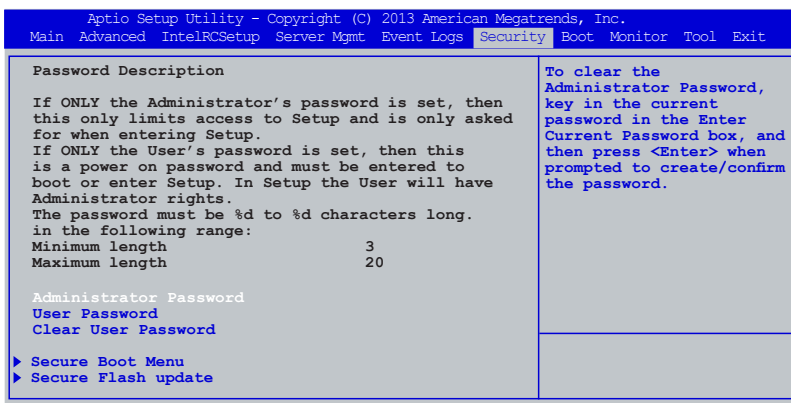 Aptio Setup Utility - Copyright (C) 2013 American Megatrends, Inc.
Main Advanced IntelRCSetup Server Mgmt Event Logs Security Boot Monitor Tool Exit
Password Description
If ONLY the Administrator's password is set, then
this only limits access to Setup and is only asked
for when entering Setup.
If ONLY the User's password is set, then this
is a power on password and must be entered to
boot or enter Setup. In Setup the User will have
Administrator rights.
The password must be %d to %d characters long.
in the following range:
Minimum length 3
Maximum length 20
Administrator Password
User Password
Clear User Password
Secure Boot Menu
Secure Flash update
To clear the
Administrator Password,
key in the current
password in the Enter
Current Password box, and
then press <Enter> when
prompted to create/confirm
the password.